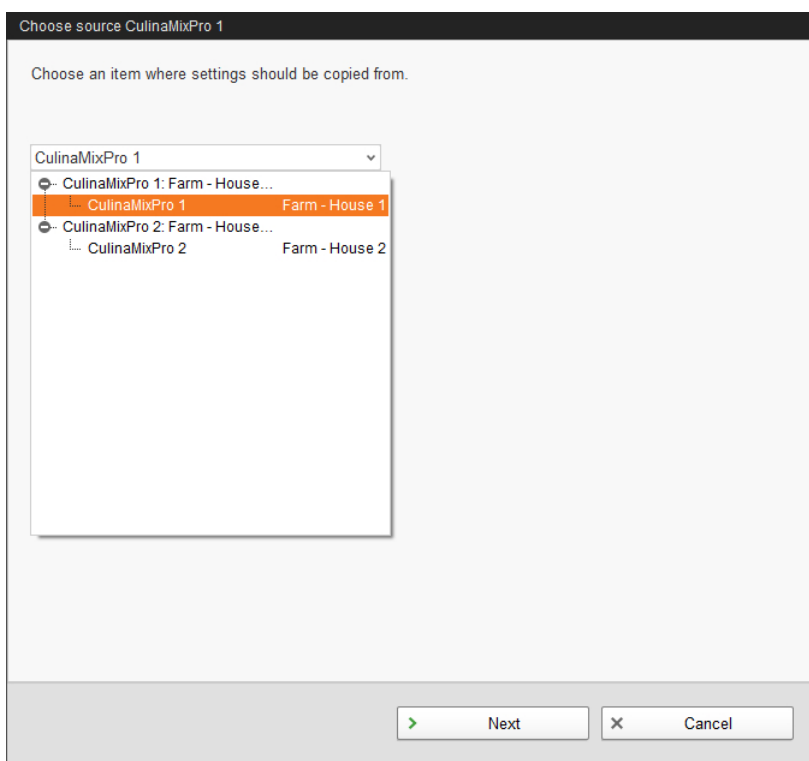 Choose source CulinaMixPro 1
Choose an item where settings should be copied from.
CulinaMixPro 1
CulinaMixPro 1: Farm - House...
CulinaMixPro 1 Farm - House 1
CulinaMixPro 2: Farm - House...
CulinaMixPro 2 Farm - House 2
Next Cancel